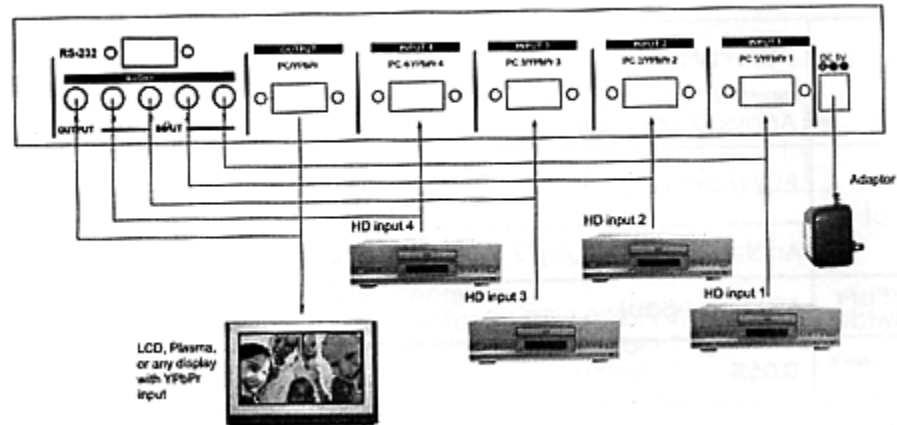 RS-232
OUTPUT
PC/YPbPr
INPUT 4
PC 4/YPbPr 4
INPUT 3
PC 3/YPbPr 3
INPUT 2
PC 2/YPbPr 2
INPUT 1
PC 1/YPbPr 1
DC 5V
OUTPUT
INPUT
Adaptor
HD input 4
HD input 2
HD input 3
HD input 1
LCD, Plasma,
or any display
with YPbPr
input
0.05%